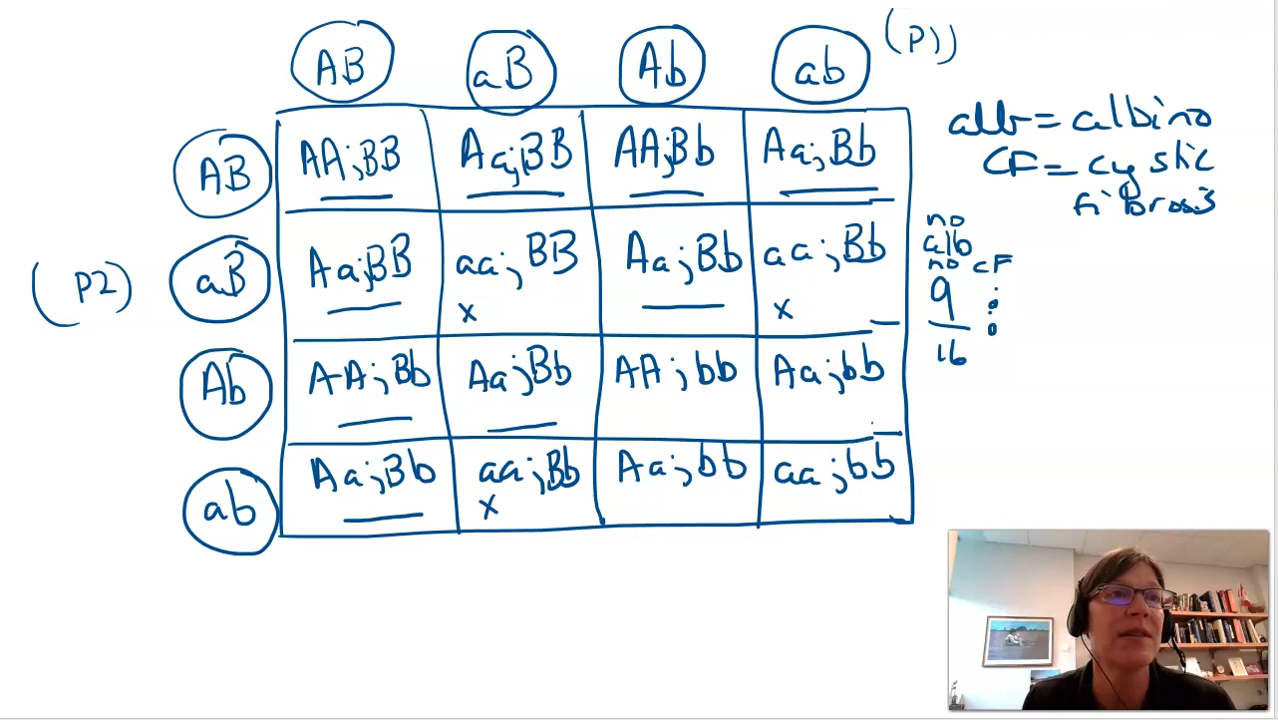 (P1)
AB aB Ab ab
alb = albino
CF = cystic
fibrosis
AB AA;BB Aa;BB AA;Bb Aa;Bb
no
alb
no CF
(P2) aB Aa;BB aa;BB Aa;Bb aa;Bb
x x
9 :
16
Ab AA;Bb Aa;Bb AA;bb Aa;bb
ab Aa;Bb aa;Bb Aa;bb aa;bb
x